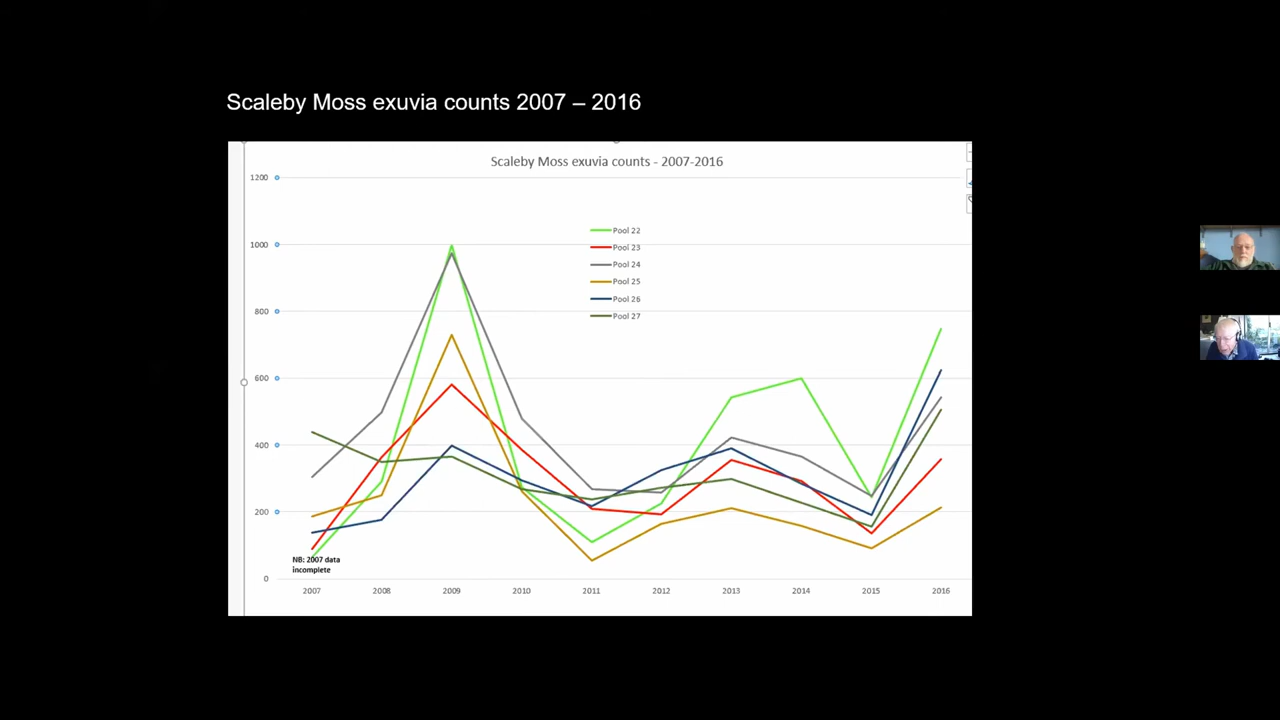 Scaleby Moss exuvia counts 2007 – 2016
Scaleby Moss exuvia counts - 2007-2016
1200
1000
800
600
400
200
0
Pool 22
Pool 23
Pool 24
Pool 25
Pool 26
Pool 27
NB: 2007 data
incomplete
2007 2008 2009 2010 2011 2012 2013 2014 2015 2016